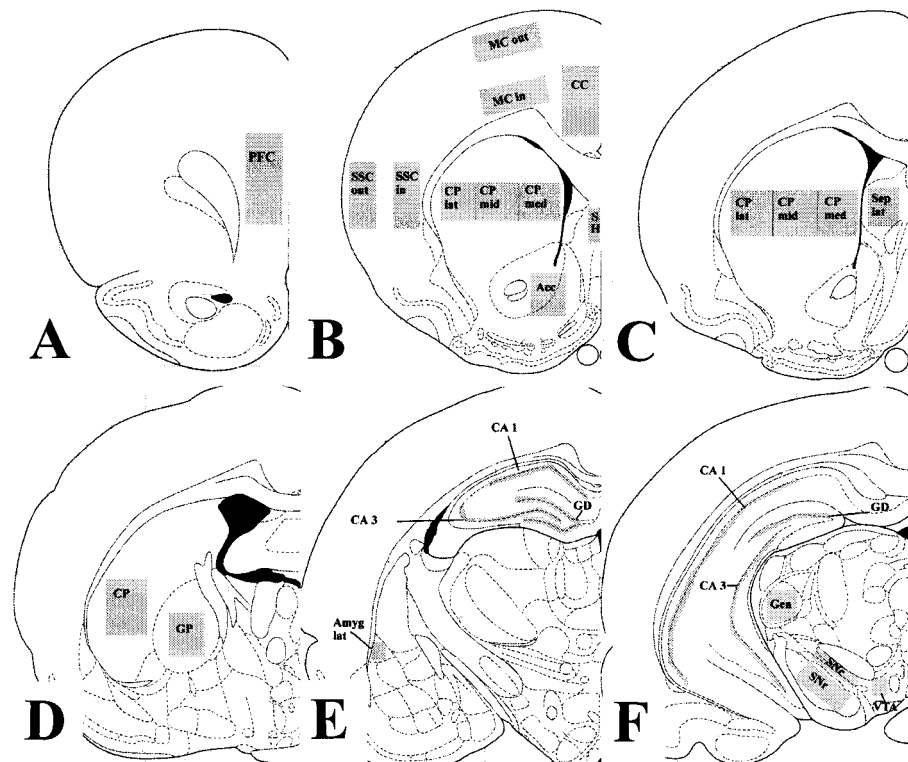 PFC
A
MC out
MC in
CC
SSC
out
SSC
in
CP
lat
CP
mid
CP
med
S
H
Acc
B
CP
lat
CP
mid
CP
med
Sep
lat
C
CP
GP
D
CA 1
CA 3
GD
Amyg
lat
E
CA 1
GD
CA 3
Gen
SNr
VTA
F